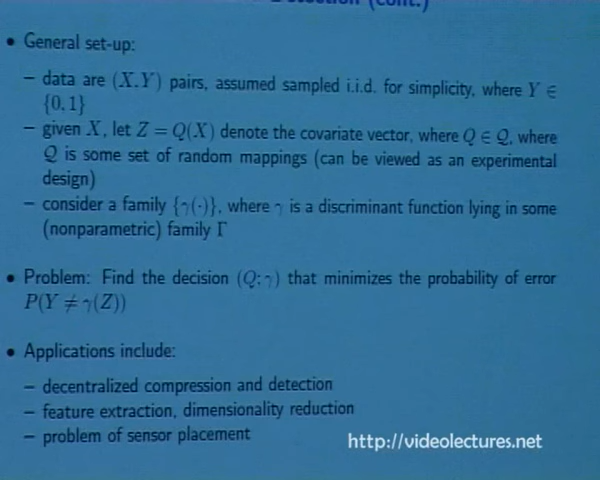 (cont.)
• General set-up:
– data are (X,Y) pairs, assumed sampled i.i.d. for simplicity, where Y ∈
{0,1}
– given X, let Z = Q(X) denote the covariate vector, where Q ∈ 𝒬, where
𝒬 is some set of random mappings (can be viewed as an experimental
design)
– consider a family {γ(·)}, where γ is a discriminant function lying in some
(nonparametric) family Γ
• Problem: Find the decision (Q; γ) that minimizes the probability of error
P(Y ≠ γ(Z))
• Applications include:
– decentralized compression and detection
– feature extraction, dimensionality reduction
– problem of sensor placement
http://videolectures.net